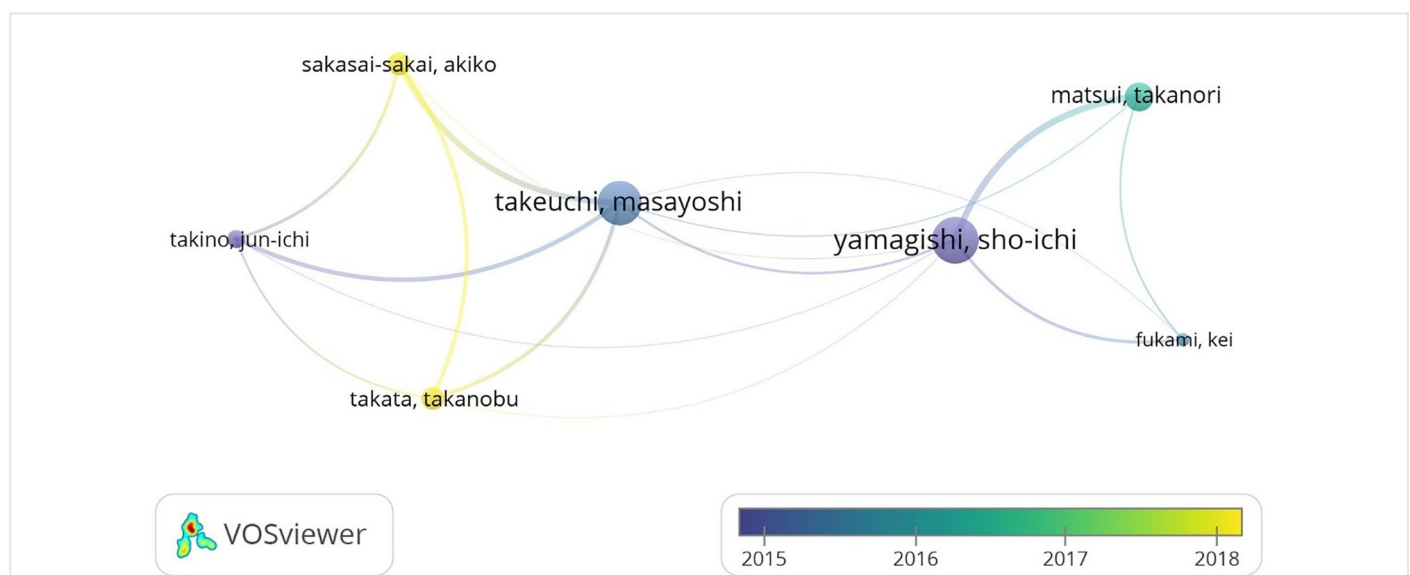 sakasai-sakai, akiko
matsui, takanori
takeuchi, masayoshi
takino, jun-ichi
yamagishi, sho-ichi
fukami, kei
takata, takanobu
VOSviewer
2015 2016 2017 2018